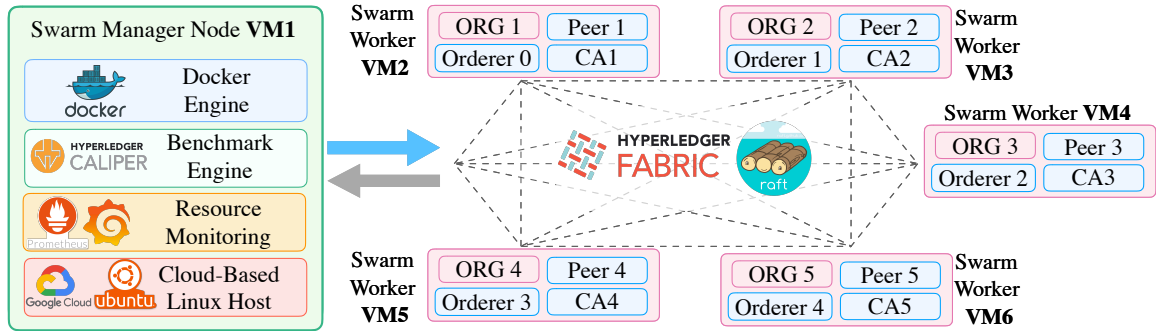 Swarm Manager Node VM1
docker
Docker
Engine
HYPERLEDGER
CALIPER
Benchmark
Engine
Prometheus
Resource
Monitoring
Google Cloud
ubuntu
Cloud-Based
Linux Host
Swarm
Worker
VM2
ORG 1
Peer 1
Orderer 0
CA1
ORG 2
Peer 2
Orderer 1
CA2
Swarm
Worker
VM3
Swarm Worker VM4
ORG 3
Peer 3
Orderer 2
CA3
HYPERLEDGER
FABRIC
raft
Swarm
Worker
VM5
ORG 4
Peer 4
Orderer 3
CA4
ORG 5
Peer 5
Orderer 4
CA5
Swarm
Worker
VM6